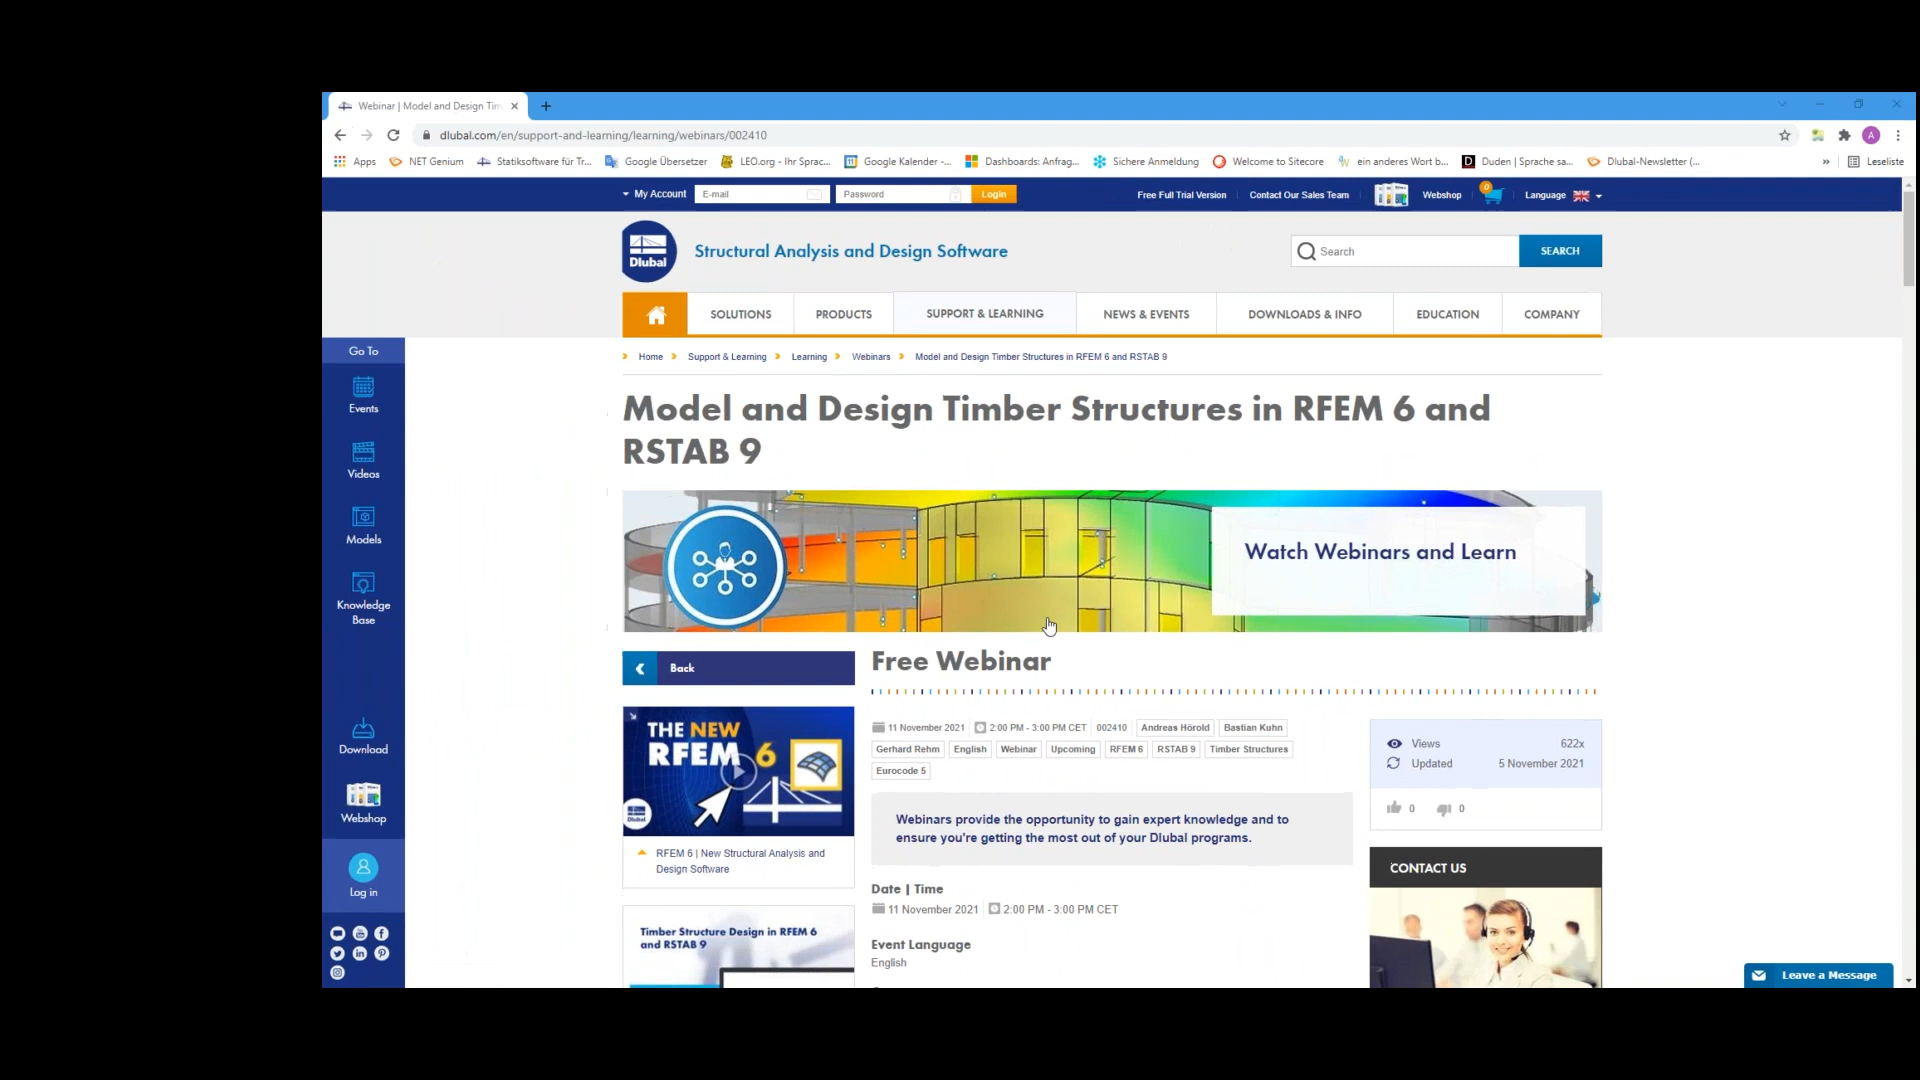 Webinar | Model and Design Tim
dlubal.com/en/support-and-learning/learning/webinars/002410
A
Apps NET Genium Statiksoftware für Tr... Google Übersetzer LEO.org - Ihr Sprac... Google Kalender -... Dashboards: Anfrag... Sichere Anmeldung Welcome to Sitecore ein anderes Wort b... Duden | Sprache sa... Dlubal-Newsletter (... » Leseliste
My Account E-mail Password Login Free Full Trial Version Contact Our Sales Team Webshop 0 Language
Dlubal
Structural Analysis and Design Software
Search SEARCH
SOLUTIONS PRODUCTS SUPPORT & LEARNING NEWS & EVENTS DOWNLOADS & INFO EDUCATION COMPANY
Go To
Events
Videos
Models
Knowledge
Base
Download
Webshop
Log in
Home Support & Learning Learning Webinars Model and Design Timber Structures in RFEM 6 and RSTAB 9
Model and Design Timber Structures in RFEM 6 and
RSTAB 9
Watch Webinars and Learn
Back
THE NEW
RFEM 6
Dlubal
RFEM 6 | New Structural Analysis and
Design Software
Timber Structure Design in RFEM 6
and RSTAB 9
Free Webinar
11 November 2021 2:00 PM - 3:00 PM CET 002410 Andreas Hörold Bastian Kuhn
Gerhard Rehm English Webinar Upcoming RFEM 6 RSTAB 9 Timber Structures
Eurocode 5
Webinars provide the opportunity to gain expert knowledge and to
ensure you're getting the most out of your Dlubal programs.
Date | Time
11 November 2021 2:00 PM - 3:00 PM CET
Event Language
English
Views 622x
Updated 5 November 2021
0 0
CONTACT US
Leave a Message